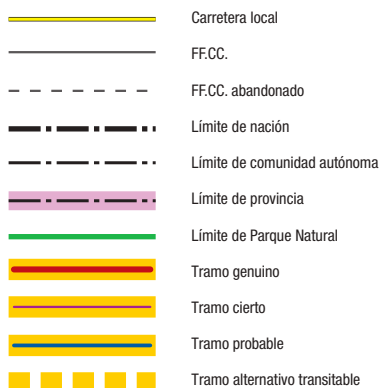 Carretera local
FF.CC.
FF.CC. abandonado
Límite de nación
Límite de comunidad autónoma
Límite de provincia
Límite de Parque Natural
Tramo genuino
Tramo cierto
Tramo probable
Tramo alternativo transitable